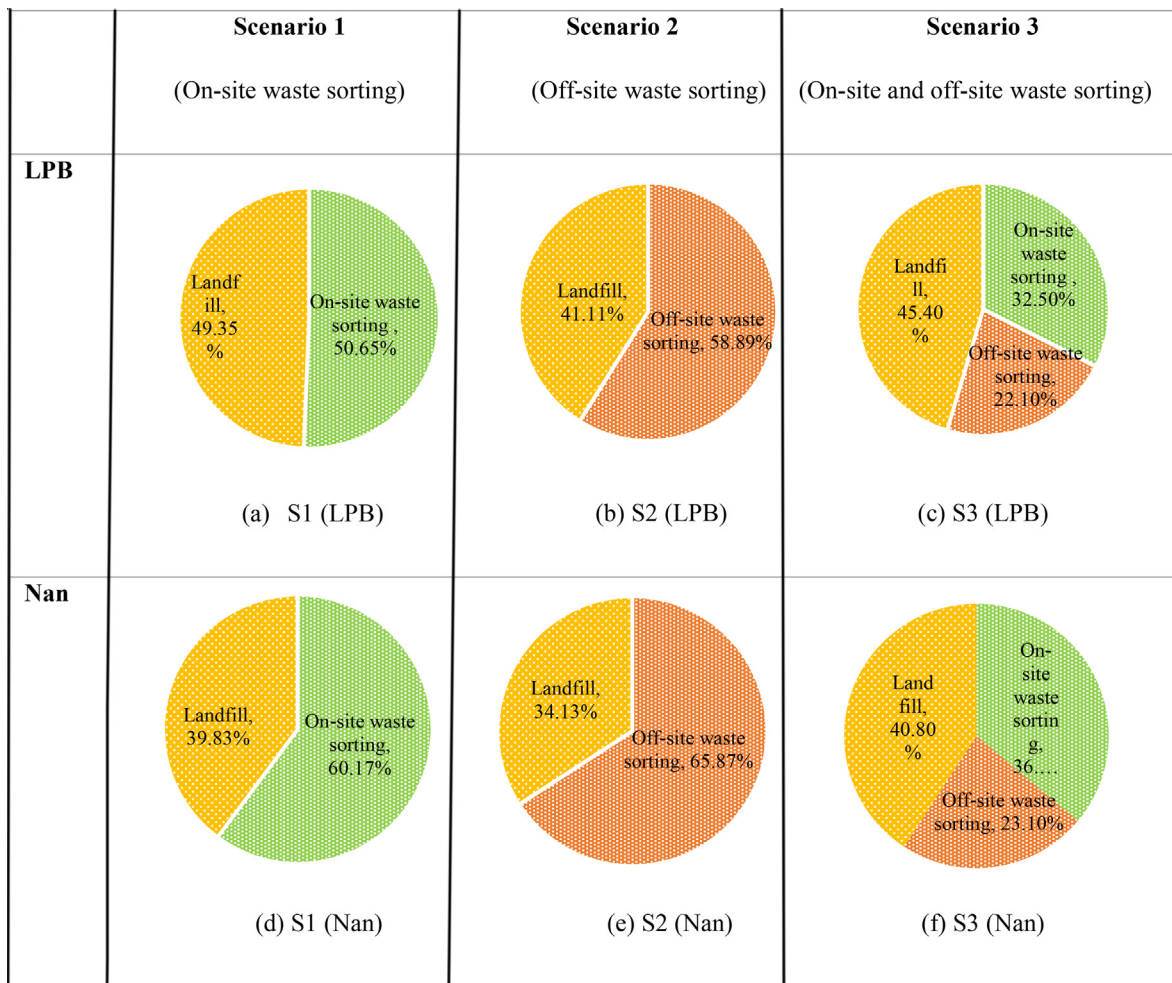 Scenario 1
(On-site waste sorting)
Scenario 2
(Off-site waste sorting)
Scenario 3
(On-site and off-site waste sorting)
LPB
Landf
ill,
49.35
%
On-site waste
sorting ,
50.65%
Landfill,
41.11%
Off-site waste
sorting, 58.89%
Landfi
ll,
45.40
%
On-site
waste
sorting ,
32.50%
Off-site waste
sorting,
22.10%
(a) S1 (LPB)
(b) S2 (LPB)
(c) S3 (LPB)
Nan
Landfill,
39.83%
On-site waste
sorting,
60.17%
Landfill,
34.13%
Off-site waste
sorting, 65.87%
Land
fill,
40.80
%
On-
site
waste
sortin
g,
36....
Off-site waste
sorting, 23.10%
(d) S1 (Nan)
(e) S2 (Nan)
(f) S3 (Nan)